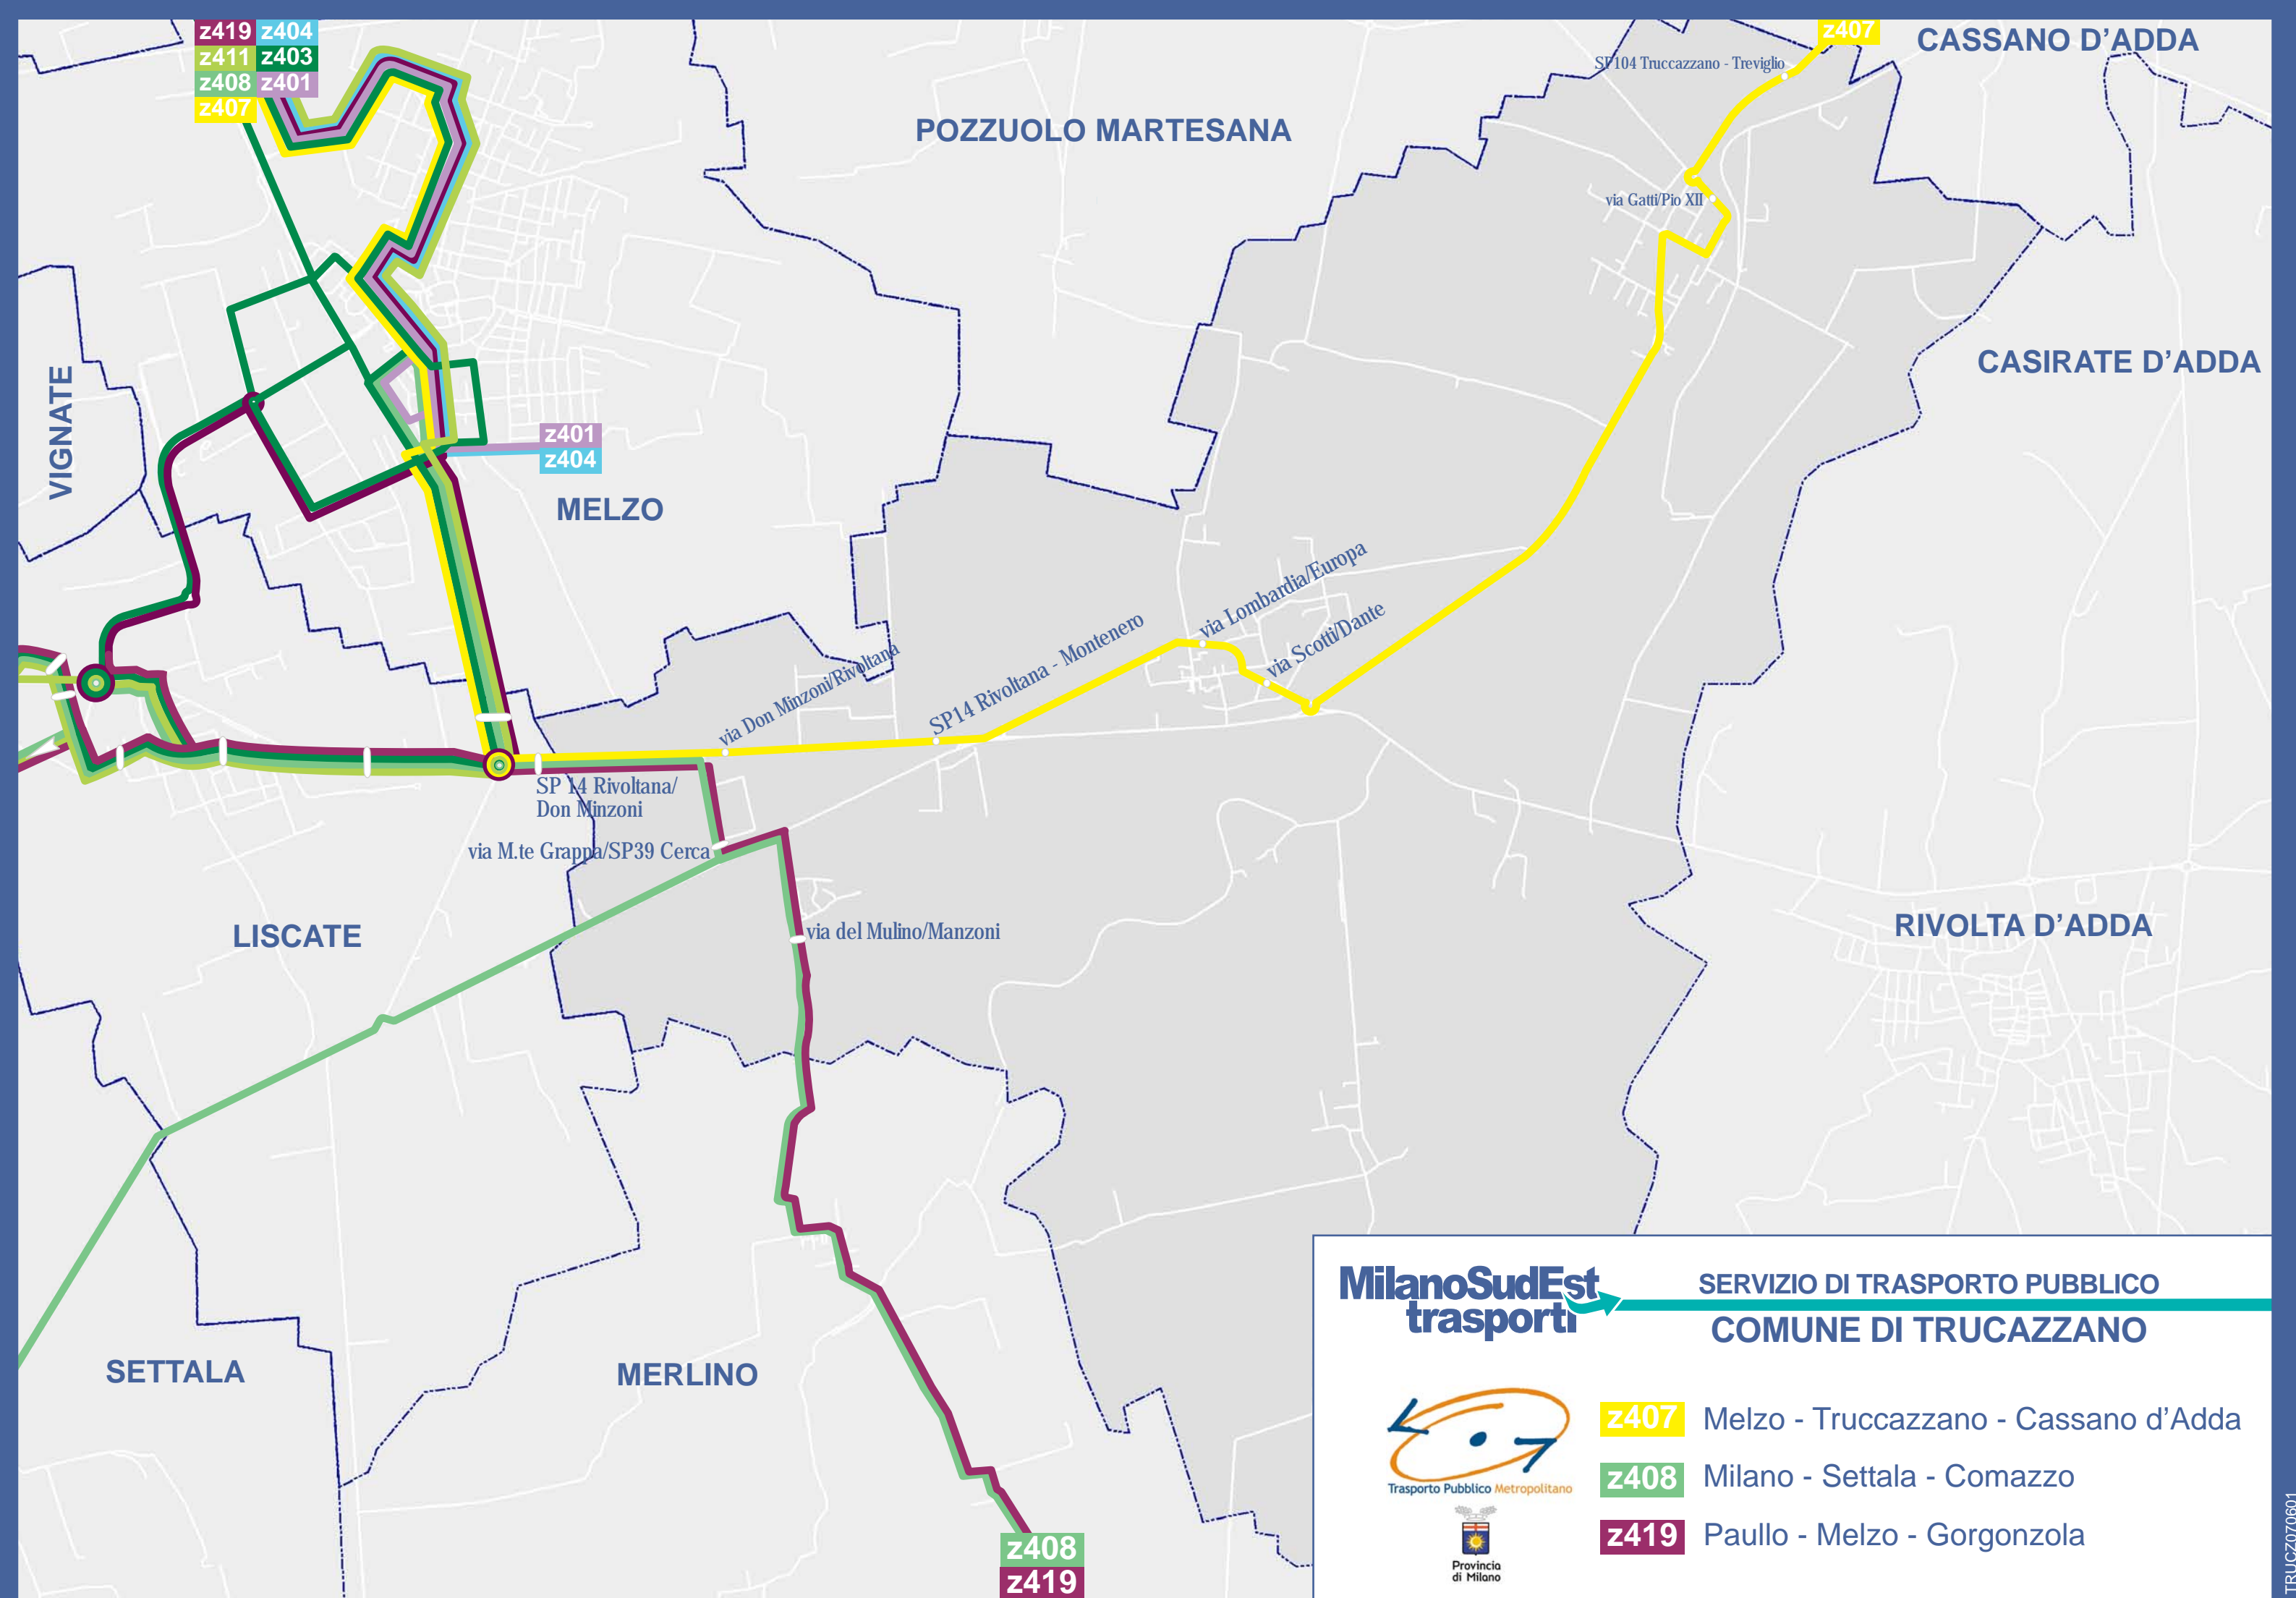 z419 z404
z411 z403
z408 z401
z407
z407
CASSANO D'ADDA
SP104 Truccazzano - Treviglio
POZZUOLO MARTESANA
via Gatti/Pio XII
CASIRATE D'ADDA
VIGNATE
z401
z404
MELZO
via Lombardia/Europa
via Scotti/Dante
SP14 Rivoltana - Montenero
via Don Minzoni/Rivoltana
SP 14 Rivoltana/
Don Minzoni
via M.te Grappa/SP39 Cerca
LISCATE
via del Mulino/Manzoni
RIVOLTA D'ADDA
SETTALA
MERLINO
z408
z419
MilanoSudEst
trasporti
SERVIZIO DI TRASPORTO PUBBLICO
COMUNE DI TRUCAZZANO
Trasporto Pubblico Metropolitano
Provincia
di Milano
z407 Melzo - Truccazzano - Cassano d'Adda
z408 Milano - Settala - Comazzo
z419 Paullo - Melzo - Gorgonzola
TRUCZ070601